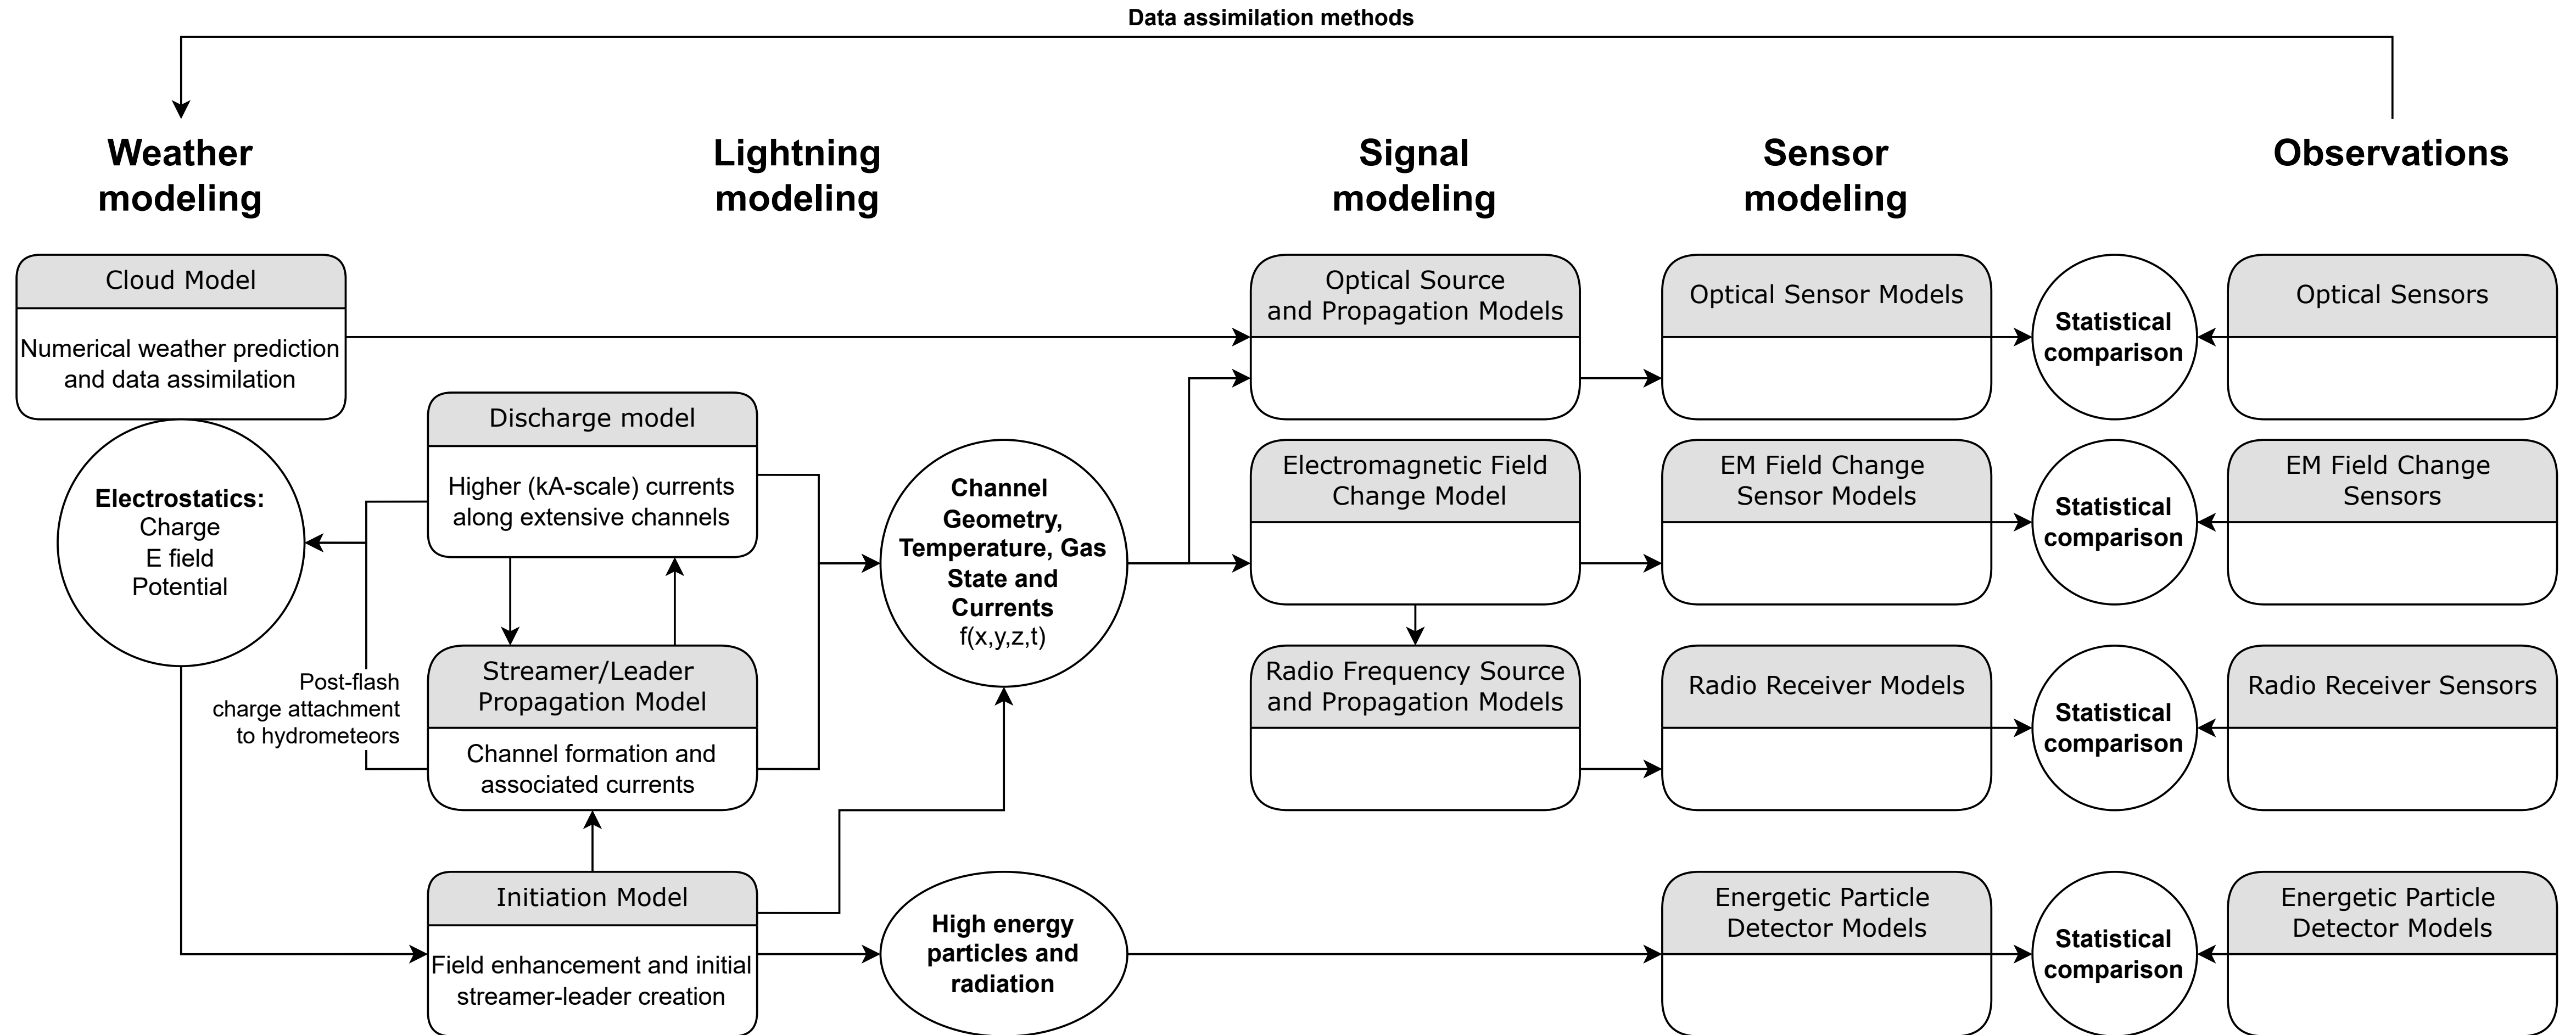 Data assimilation methods
Weather
modeling
Lightning
modeling
Signal
modeling
Sensor
modeling
Observations
Cloud Model
Numerical weather prediction
and data assimilation
Electrostatics:
Charge
E field
Potential
Post-flash
charge attachment
to hydrometeors
Discharge model
Higher (kA-scale) currents
along extensive channels
Streamer/Leader
Propagation Model
Channel formation and
associated currents
Initiation Model
Field enhancement and initial
streamer-leader creation
Channel
Geometry,
Temperature, Gas
State and
Currents
f(x,y,z,t)
High energy
particles and
radiation
Optical Source
and Propagation Models
Electromagnetic Field
Change Model
Radio Frequency Source
and Propagation Models
Optical Sensor Models
EM Field Change
Sensor Models
Radio Receiver Models
Energetic Particle
Detector Models
Statistical
comparison
Statistical
comparison
Statistical
comparison
Statistical
comparison
Optical Sensors
EM Field Change
Sensors
Radio Receiver Sensors
Energetic Particle
Detector Models